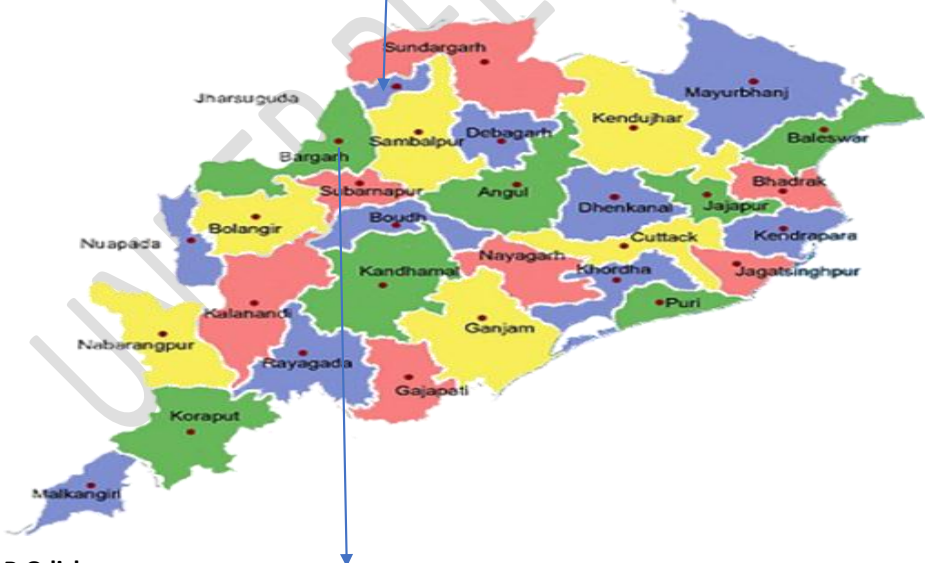 Sundargarh
Mayurbhanj
Jharsuguda
Kendujhar
Debagarh
Sambalpur
Baleswar
Bargarh
Bhadrak
Subarnapur
Angul
Jajapur
Dhenkanal
Boudh
Bolangir
Cuttack
Kendrapara
Nuapada
Nayagarh
Kandhamal
Khordha
Jagatsinghpur
Puri
Kalahandi
Ganjam
Nabarangpur
Rayagada
Gajapati
Koraput
Malkangiri